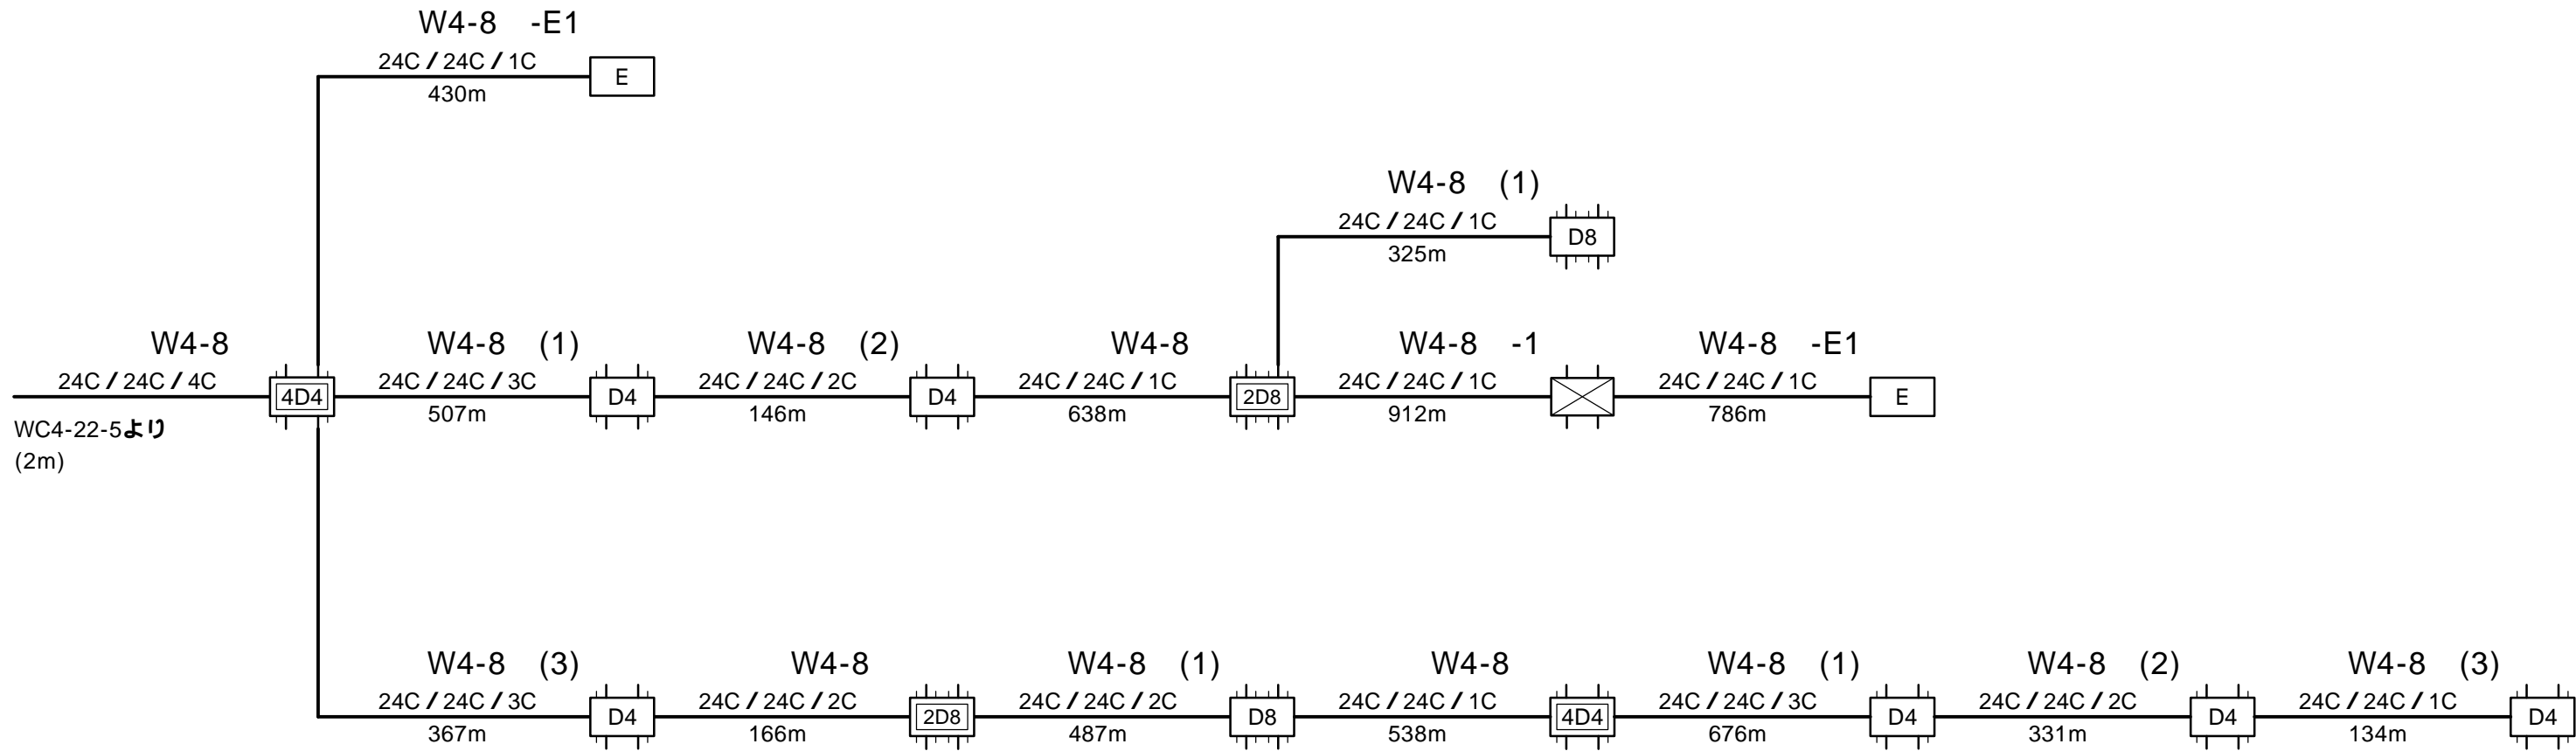 W4-8 -E1
24C / 24C / 1C
E
430m
W4-8 (1)
24C / 24C / 1C
D8
325m
W4-8 W4-8 (1) W4-8 (2) W4-8 W4-8 -1 W4-8 -E1
24C / 24C / 4C 24C / 24C / 3C 24C / 24C / 2C 24C / 24C / 1C 24C / 24C / 1C 24C / 24C / 1C
4D4 D4 D4 2D8 E
507m 146m 638m 912m 786m
WC4-22-5より
(2m)
W4-8 (3) W4-8 W4-8 (1) W4-8 W4-8 (1) W4-8 (2) W4-8 (3)
24C / 24C / 3C 24C / 24C / 2C 24C / 24C / 2C 24C / 24C / 1C 24C / 24C / 3C 24C / 24C / 2C 24C / 24C / 1C
D4 2D8 D8 4D4 D4 D4 D4
367m 166m 487m 538m 676m 331m 134m